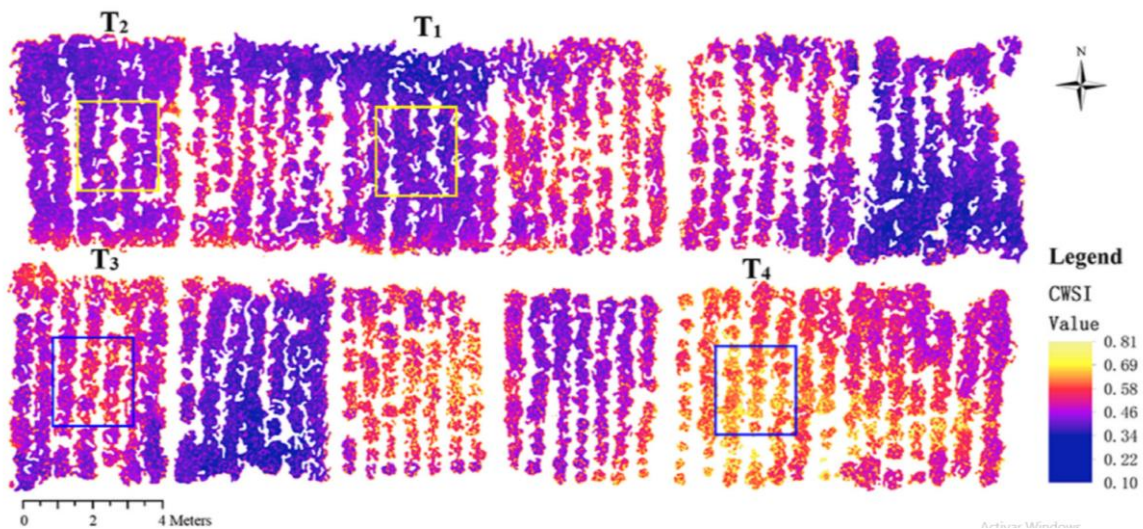 T₂
T₁
N
T₃
T₄
Legend
CWSI
Value
0. 81
0. 69
0. 58
0. 46
0. 34
0. 22
0. 10
0 2 4 Meters
Activar Windows